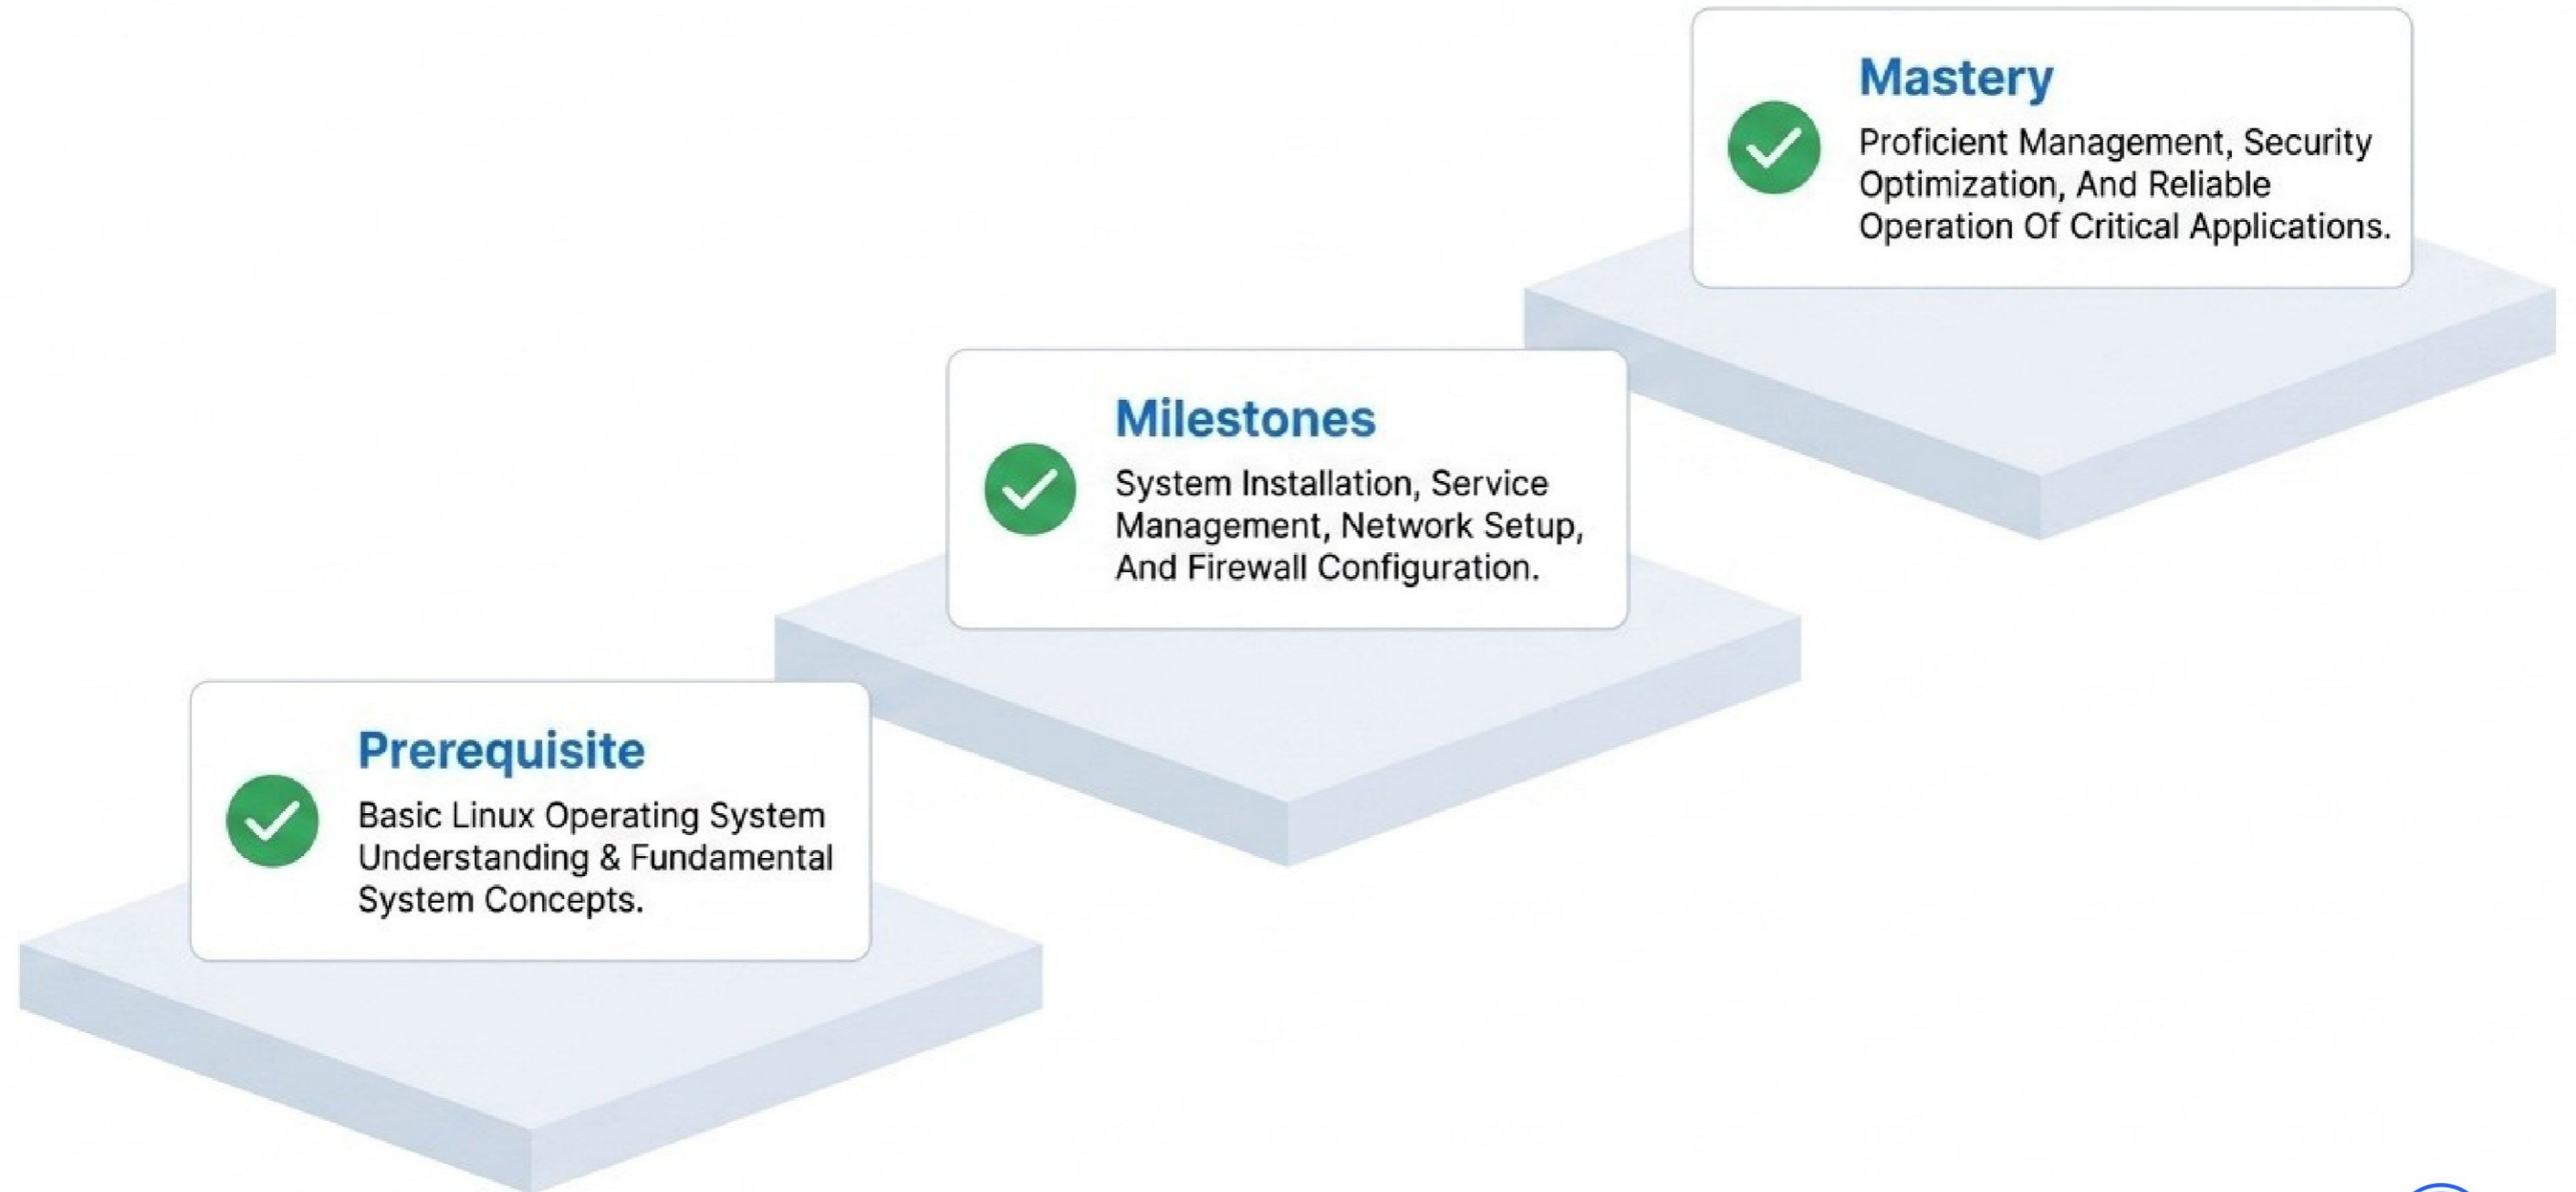 Mastery
Proficient Management, Security
Optimization, And Reliable
Operation Of Critical Applications.
Milestones
System Installation, Service
Management, Network Setup,
And Firewall Configuration.
Prerequisite
Basic Linux Operating System
Understanding & Fundamental
System Concepts.